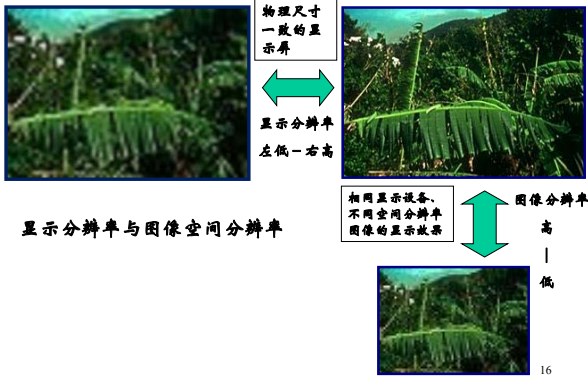 物理尺寸
一致的显
示屏
显示分辨率
左低－右高
相同显示设备、
不同空间分辨率
图像的显示效果
图像分辨率
高
|
低
显示分辨率与图像空间分辨率
16